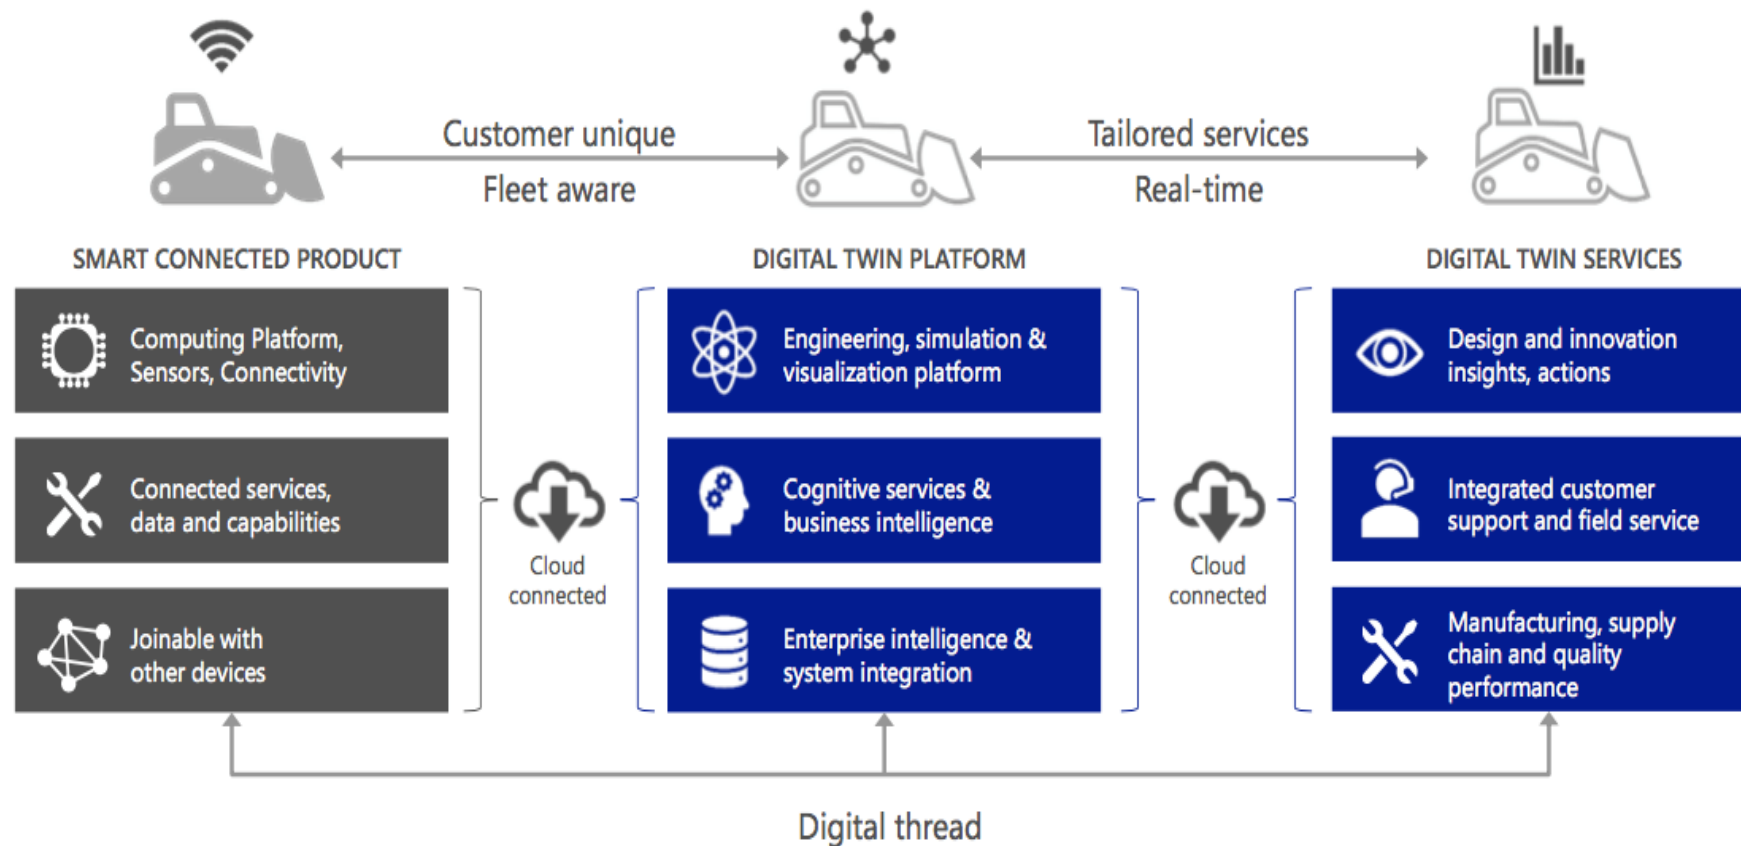 Customer unique
Fleet aware
Tailored services
Real-time
SMART CONNECTED PRODUCT
Computing Platform,
Sensors, Connectivity
Connected services,
data and capabilities
Joinable with
other devices
Cloud
connected
DIGITAL TWIN PLATFORM
Engineering, simulation &
visualization platform
Cognitive services &
business intelligence
Enterprise intelligence &
system integration
Cloud
connected
DIGITAL TWIN SERVICES
Design and innovation
insights, actions
Integrated customer
support and field service
Manufacturing, supply
chain and quality
performance
Digital thread